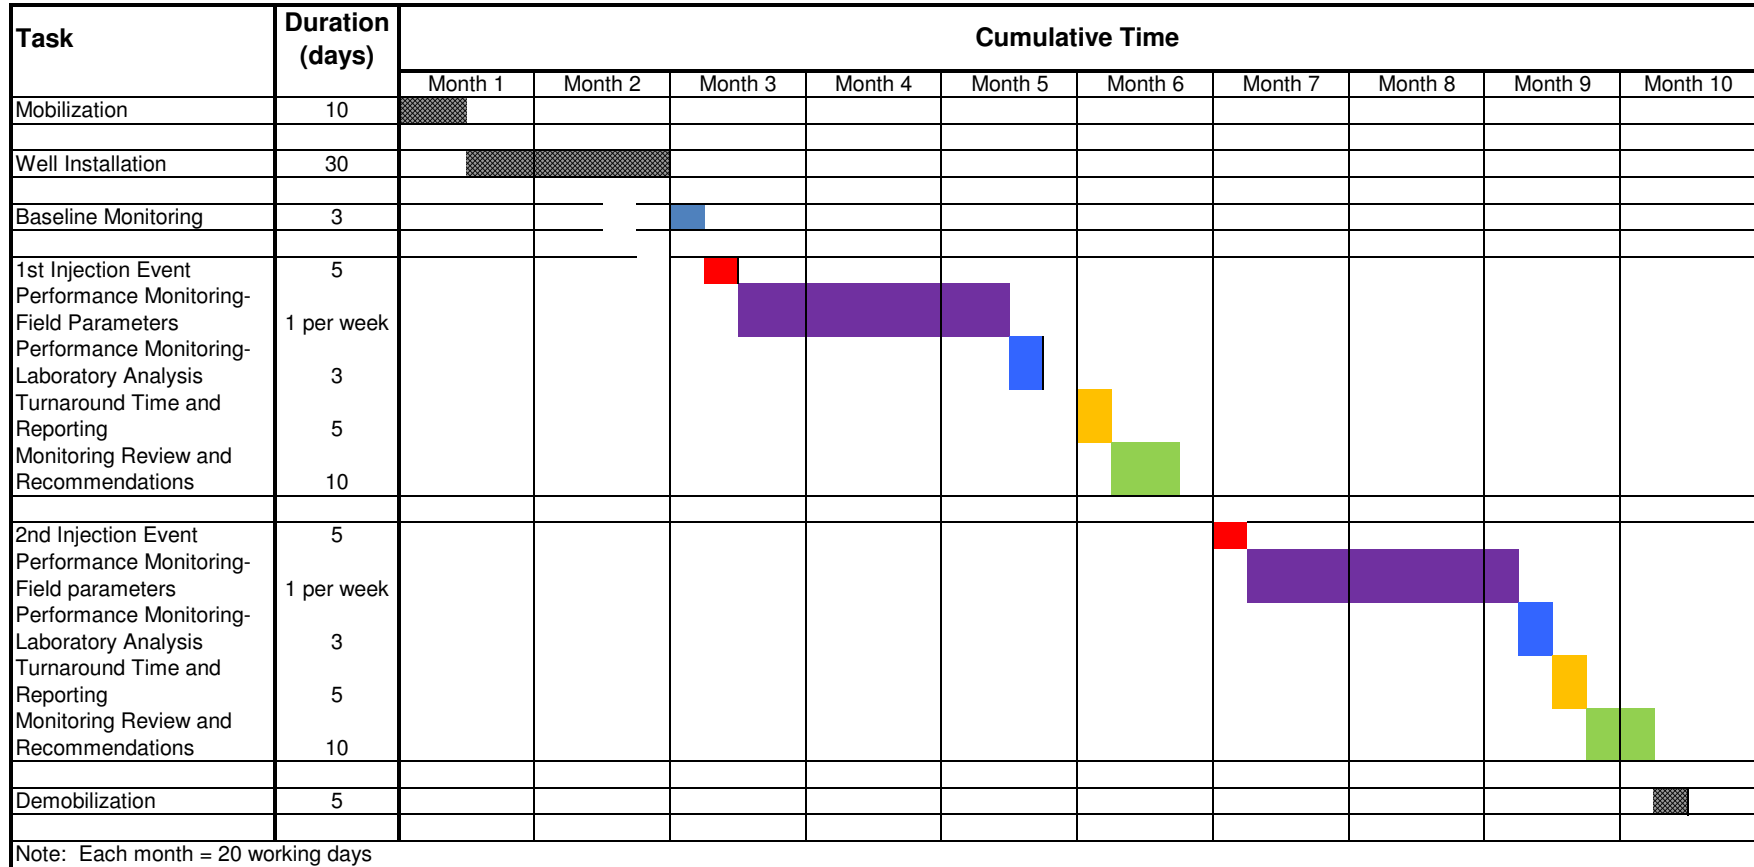 Task
Duration
(days)
Cumulative Time
Month 1 Month 2 Month 3 Month 4 Month 5 Month 6 Month 7 Month 8 Month 9 Month 10
Mobilization 10
Well Installation 30
Baseline Monitoring 3
1st Injection Event 5
Performance Monitoring-
Field Parameters 1 per week
Performance Monitoring-
Laboratory Analysis 3
Turnaround Time and
Reporting 5
Monitoring Review and
Recommendations 10
2nd Injection Event 5
Performance Monitoring-
Field parameters 1 per week
Performance Monitoring-
Laboratory Analysis 3
Turnaround Time and
Reporting 5
Monitoring Review and
Recommendations 10
Demobilization 5
Note: Each month = 20 working days